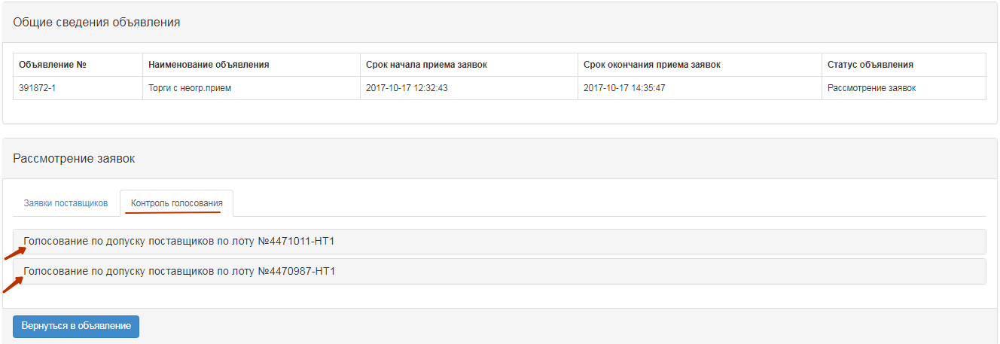 Общие сведения объявления
Объявление № Наименование объявления Срок начала приема заявок Срок окончания приема заявок Статус объявления
391872-1 Торги с неогр.прием 2017-10-17 12:32:43 2017-10-17 14:35:47 Рассмотрение заявок
Рассмотрение заявок
Заявки поставщиков Контроль голосования
Голосование по допуску поставщиков по лоту №4471011-НТ1
Голосование по допуску поставщиков по лоту №4470987-НТ1
Вернуться в объявление